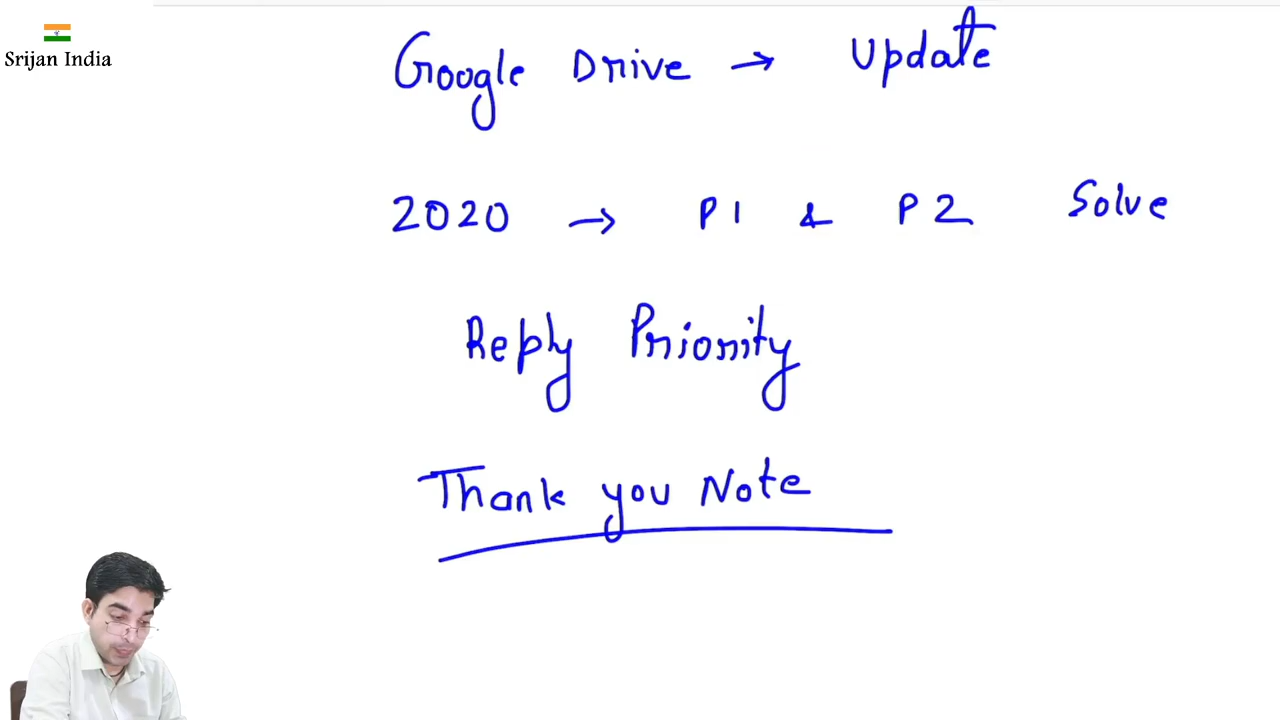 Srijan India
Google Drive → Update
2020 → P1 & P2 Solve
Reply Priority
Thank you Note